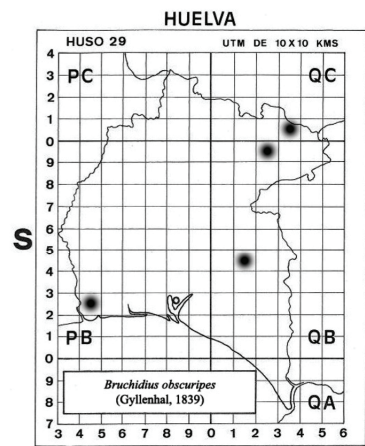 HUELVA
HUSO 29 UTM DE 10 X 10 KMS
4
PC QC
3
2
1
0
9
8
7
6
S
5
4
3
2
PB QB
1
0
9
Bruchidius obscuripes
(Gyllenhal, 1839)
8
QA
7
3 4 5 6 7 8 9 0 1 2 3 4 5 6